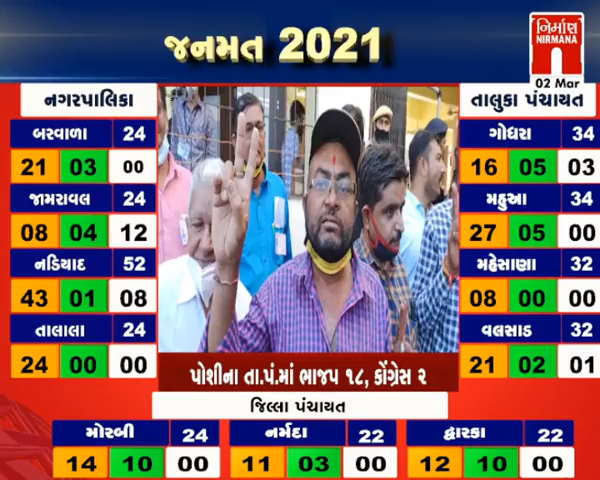 જનમત 2021
નિર્માણ
NIRMANA
02 Mar
નગરપાલિકા
બરવાળા 24
21 03 00
જામરાવલ 24
08 04 12
નડિયાદ 52
43 01 08
તાલાલા 24
24 00 00
તાલુકા પંચાયત
ગોધરા 34
16 05 03
મહુઆ 34
27 05 00
મહેસાણા 32
08 00 00
વલસાડ 32
21 02 01
પોશીના તા.પં.માં ભાજપ ૧૮, કોંગ્રેસ ૨
જિલ્લા પંચાયત
મોરબી 24
14 10 00
નર્મદા 22
11 03 00
દ્વારકા 22
12 10 00